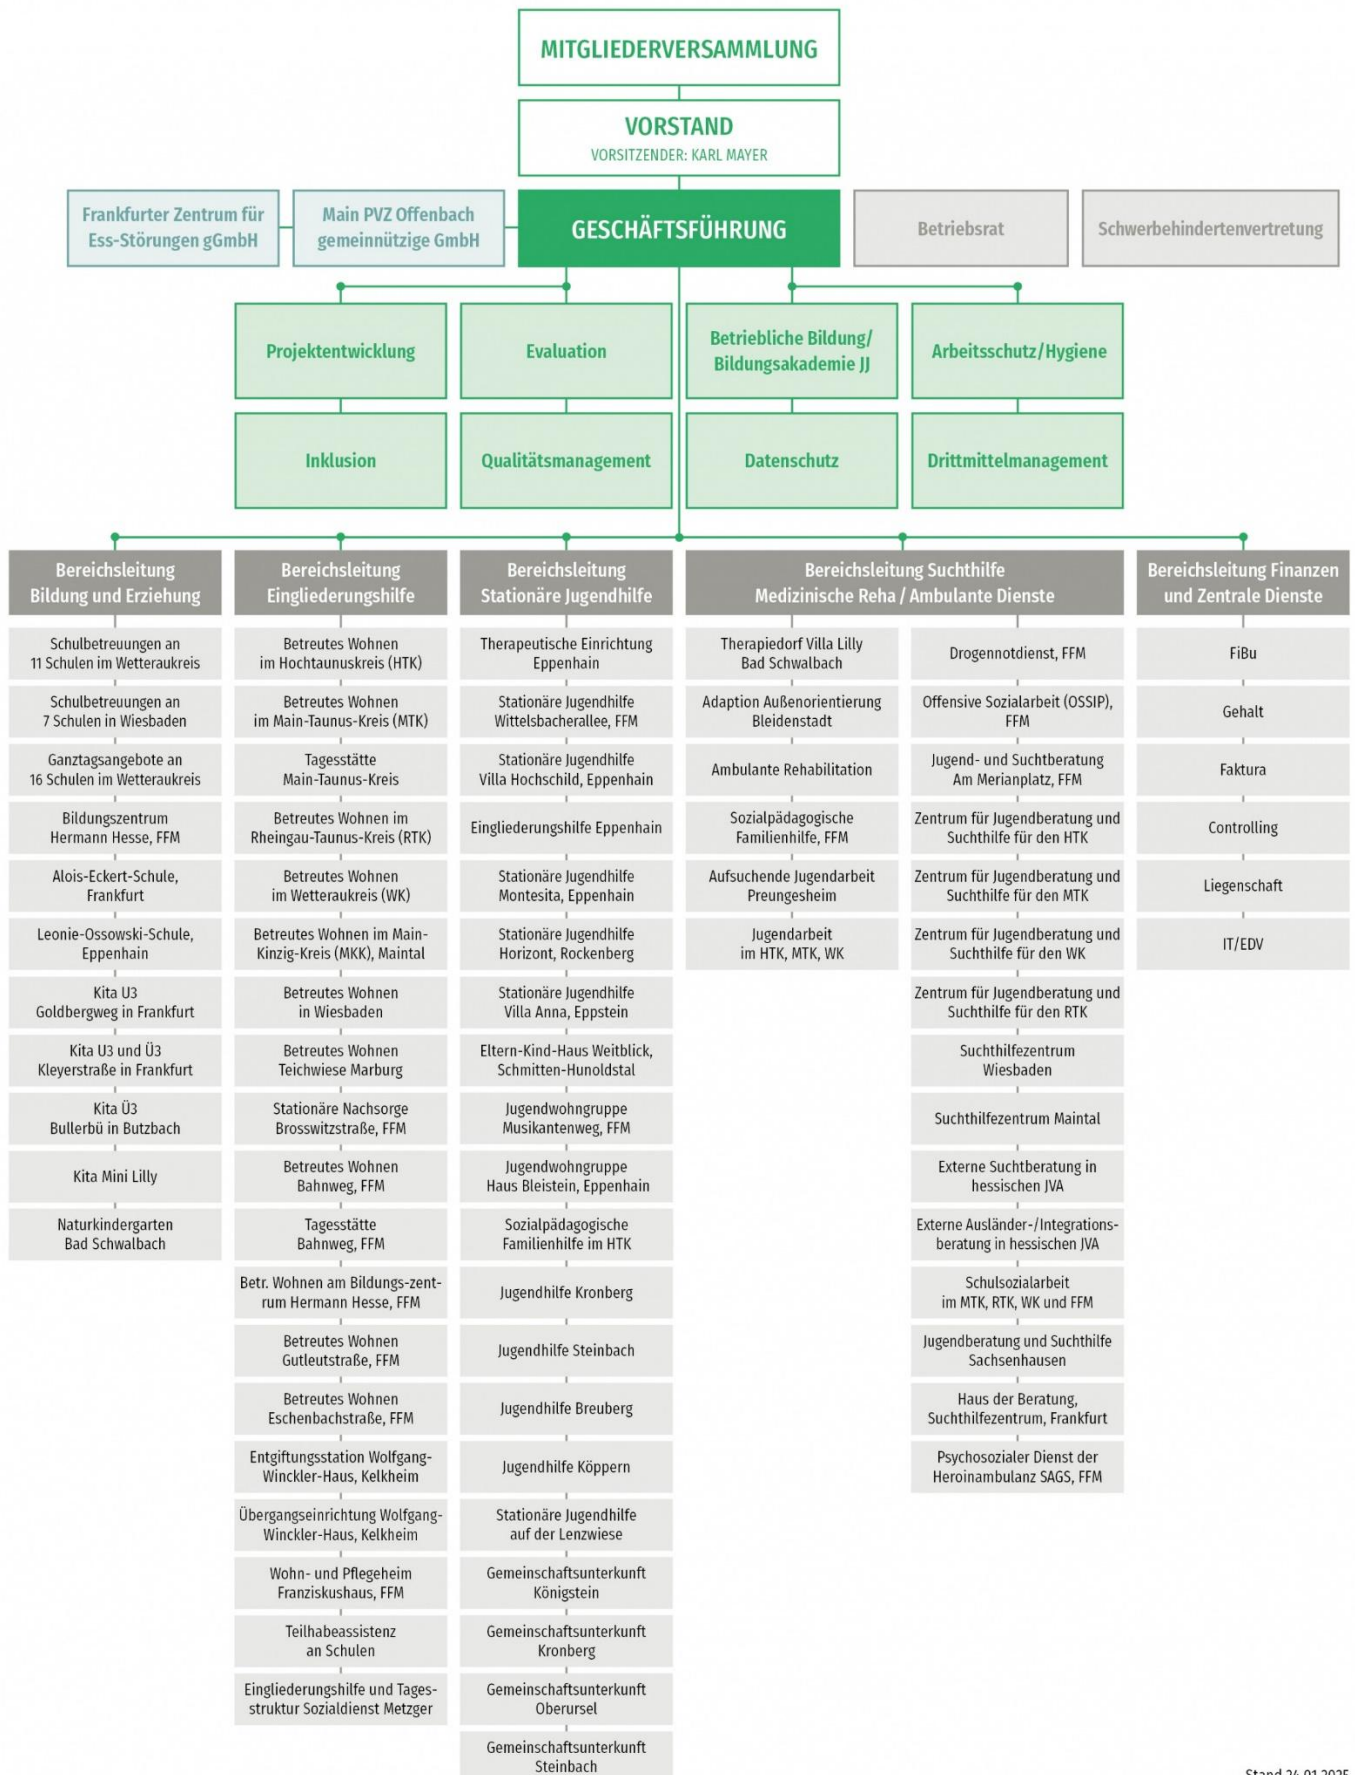 MITGLIEDERVERSAMMLUNG
VORSTAND
VORSITZENDER: KARL MAYER
Frankfurter Zentrum für
Ess-Störungen gGmbH
Main PVZ Offenbach
gemeinnützige GmbH
GESCHÄFTSFÜHRUNG
Betriebsrat
Schwerbehindertenvertretung
Projektentwicklung
Evaluation
Betriebliche Bildung/
Bildungsakademie JJ
Arbeitsschutz/Hygiene
Inklusion
Qualitätsmanagement
Datenschutz
Drittmittelmanagement
Bereichsleitung
Bildung und Erziehung
Schulbetreuungen an
11 Schulen im Wetteraukreis
Schulbetreuungen an
7 Schulen in Wiesbaden
Ganztagsangebote an
16 Schulen im Wetteraukreis
Bildungszentrum
Hermann Hesse, FFM
Alois-Eckert-Schule,
Frankfurt
Leonie-Ossowski-Schule,
Eppenhain
Kita U3
Goldbergweg in Frankfurt
Kita U3 und Ü3
Kleyerstraße in Frankfurt
Kita Ü3
Bullerbü in Butzbach
Kita Mini Lilly
Naturkindergarten
Bad Schwalbach
Bereichsleitung
Eingliederungshilfe
Betreutes Wohnen
im Hochtaunuskreis (HTK)
Betreutes Wohnen
im Main-Taunus-Kreis (MTK)
Tagesstätte
Main-Taunus-Kreis
Betreutes Wohnen im
Rheingau-Taunus-Kreis (RTK)
Betreutes Wohnen
im Wetteraukreis (WK)
Betreutes Wohnen im Main-
Kinzig-Kreis (MKK), Maintal
Betreutes Wohnen
in Wiesbaden
Betreutes Wohnen
Teichwiese Marburg
Stationäre Nachsorge
Brosswitzstraße, FFM
Betreutes Wohnen
Bahnweg, FFM
Tagesstätte
Bahnweg, FFM
Betr. Wohnen am Bildungs-zent-
rum Hermann Hesse, FFM
Betreutes Wohnen
Gutleutstraße, FFM
Betreutes Wohnen
Eschenbachstraße, FFM
Entgiftungsstation Wolfgang-
Winckler-Haus, Kelkheim
Übergangseinrichtung Wolfgang-
Winckler-Haus, Kelkheim
Wohn- und Pflegeheim
Franziskushaus, FFM
Teilhabeassistenz
an Schulen
Eingliederungshilfe und Tages-
struktur Sozialdienst Metzger
Bereichsleitung
Stationäre Jugendhilfe
Therapeutische Einrichtung
Eppenhain
Stationäre Jugendhilfe
Wittelsbacherallee, FFM
Stationäre Jugendhilfe
Villa Hochschild, Eppenhain
Eingliederungshilfe Eppenhain
Stationäre Jugendhilfe
Montesita, Eppenhain
Stationäre Jugendhilfe
Horizont, Rockenberg
Stationäre Jugendhilfe
Villa Anna, Eppstein
Eltern-Kind-Haus Weitblick,
Schmitten-Hunoldstal
Jugendwohngruppe
Musikantenweg, FFM
Jugendwohngruppe
Haus Bleistein, Eppenhain
Sozialpädagogische
Familienhilfe im HTK
Jugendhilfe Kronberg
Jugendhilfe Steinbach
Jugendhilfe Breuberg
Jugendhilfe Köppern
Stationäre Jugendhilfe
auf der Lenzwiese
Gemeinschaftsunterkunft
Königstein
Gemeinschaftsunterkunft
Kronberg
Gemeinschaftsunterkunft
Oberursel
Gemeinschaftsunterkunft
Steinbach
Bereichsleitung Suchthilfe
Medizinische Reha / Ambulante Dienste
Therapiedorf Villa Lilly
Bad Schwalbach
Adaption Außenorientierung
Bleidenstadt
Ambulante Rehabilitation
Sozialpädagogische
Familienhilfe, FFM
Aufsuchende Jugendarbeit
Preungesheim
Jugendarbeit
im HTK, MTK, WK
Drogennotdienst, FFM
Offensive Sozialarbeit (OSSIP),
FFM
Jugend- und Suchtberatung
Am Merianplatz, FFM
Zentrum für Jugendberatung und
Suchthilfe für den HTK
Zentrum für Jugendberatung und
Suchthilfe für den MTK
Zentrum für Jugendberatung und
Suchthilfe für den WK
Zentrum für Jugendberatung und
Suchthilfe für den RTK
Suchthilfezentrum
Wiesbaden
Suchthilfezentrum Maintal
Externe Suchtberatung in
hessischen JVA
Externe Ausländer-/Integrations-
beratung in hessischen JVA
Schulsozialarbeit
im MTK, RTK, WK und FFM
Jugendberatung und Suchthilfe
Sachsenhausen
Haus der Beratung,
Suchthilfezentrum, Frankfurt
Psychosozialer Dienst der
Heroinambulanz SAGS, FFM
Bereichsleitung Finanzen
und Zentrale Dienste
FiBu
Gehalt
Faktura
Controlling
Liegenschaft
IT/EDV
Stand 24.01.2025